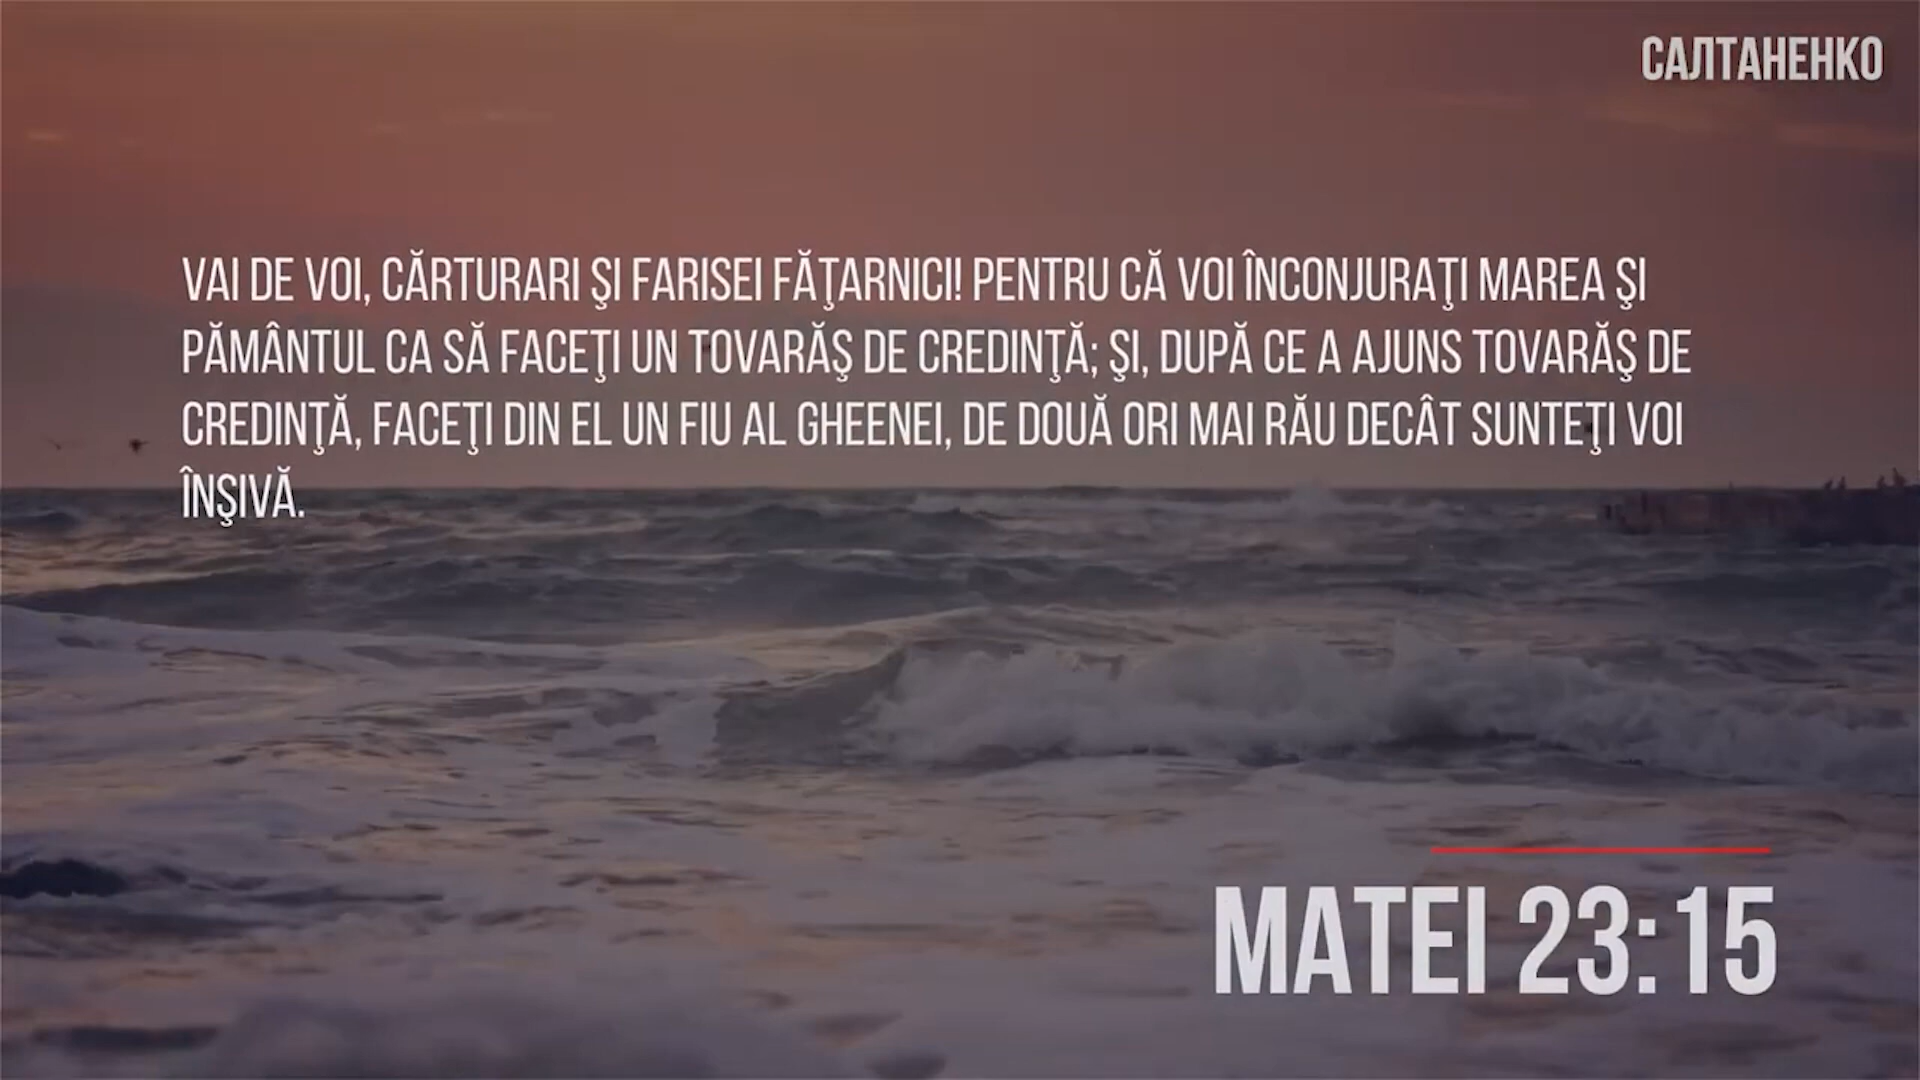 САЛТАНЕНКО
VAI DE VOI, CĂRTURARI ŞI FARISEI FĂŢARNICI! PENTRU CĂ VOI ÎNCONJURAŢI MAREA ŞI
PĂMÂNTUL CA SĂ FACEŢI UN TOVARĂŞ DE CREDINŢĂ; ŞI, DUPĂ CE A AJUNS TOVARĂŞ DE
CREDINŢĂ, FACEŢI DIN EL UN FIU AL GHEENEI, DE DOUĂ ORI MAI RĂU DECÂT SUNTEŢI VOI
ÎNŞIVĂ.
MATEI 23:15